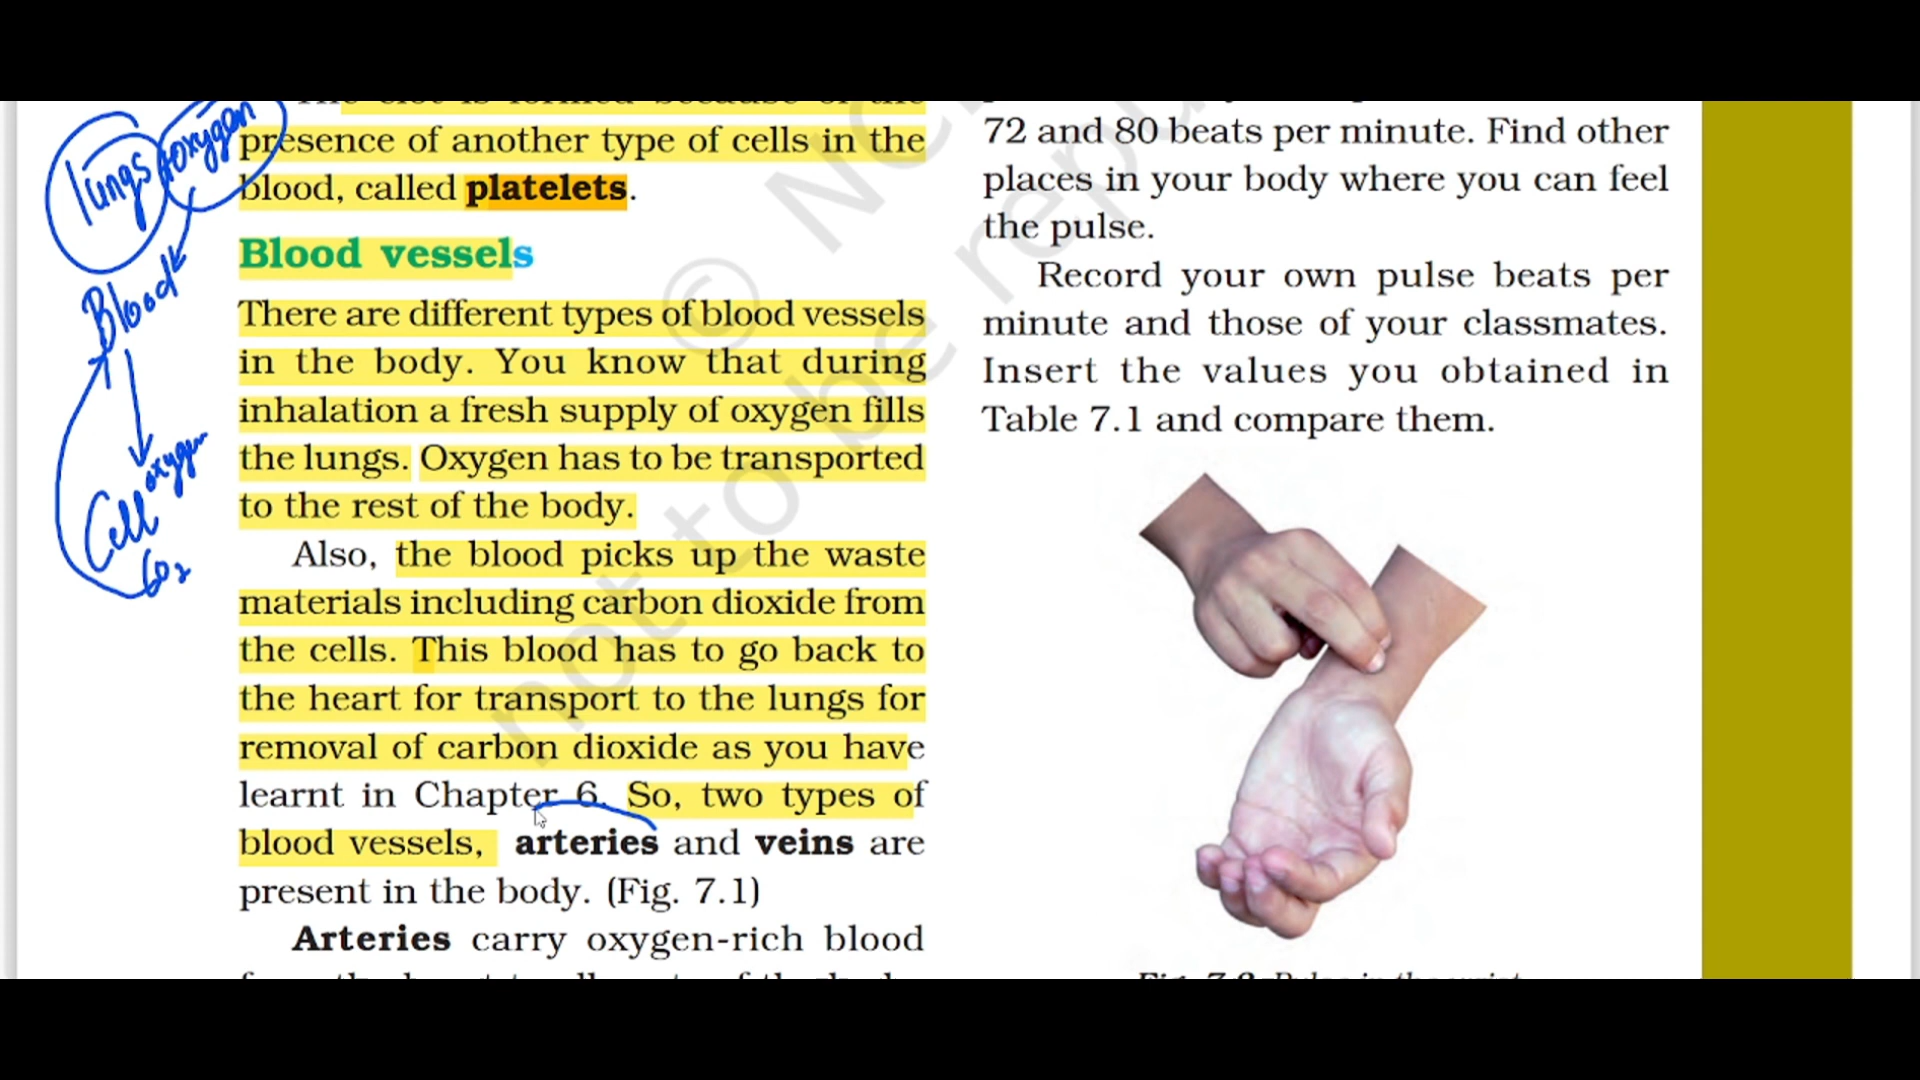 presence of another type of cells in the
blood, called platelets.
Blood vessels
There are different types of blood vessels
in the body. You know that during
inhalation a fresh supply of oxygen fills
the lungs. Oxygen has to be transported
to the rest of the body.
Also, the blood picks up the waste
materials including carbon dioxide from
the cells. This blood has to go back to
the heart for transport to the lungs for
removal of carbon dioxide as you have
learnt in Chapter 6. So, two types of
blood vessels, arteries and veins are
present in the body. (Fig. 7.1)
Arteries carry oxygen-rich blood
72 and 80 beats per minute. Find other
places in your body where you can feel
the pulse.
Record your own pulse beats per
minute and those of your classmates.
Insert the values you obtained in
Table 7.1 and compare them.
lungs oxygen
Blood
oxygen
Cell
CO2
not to be